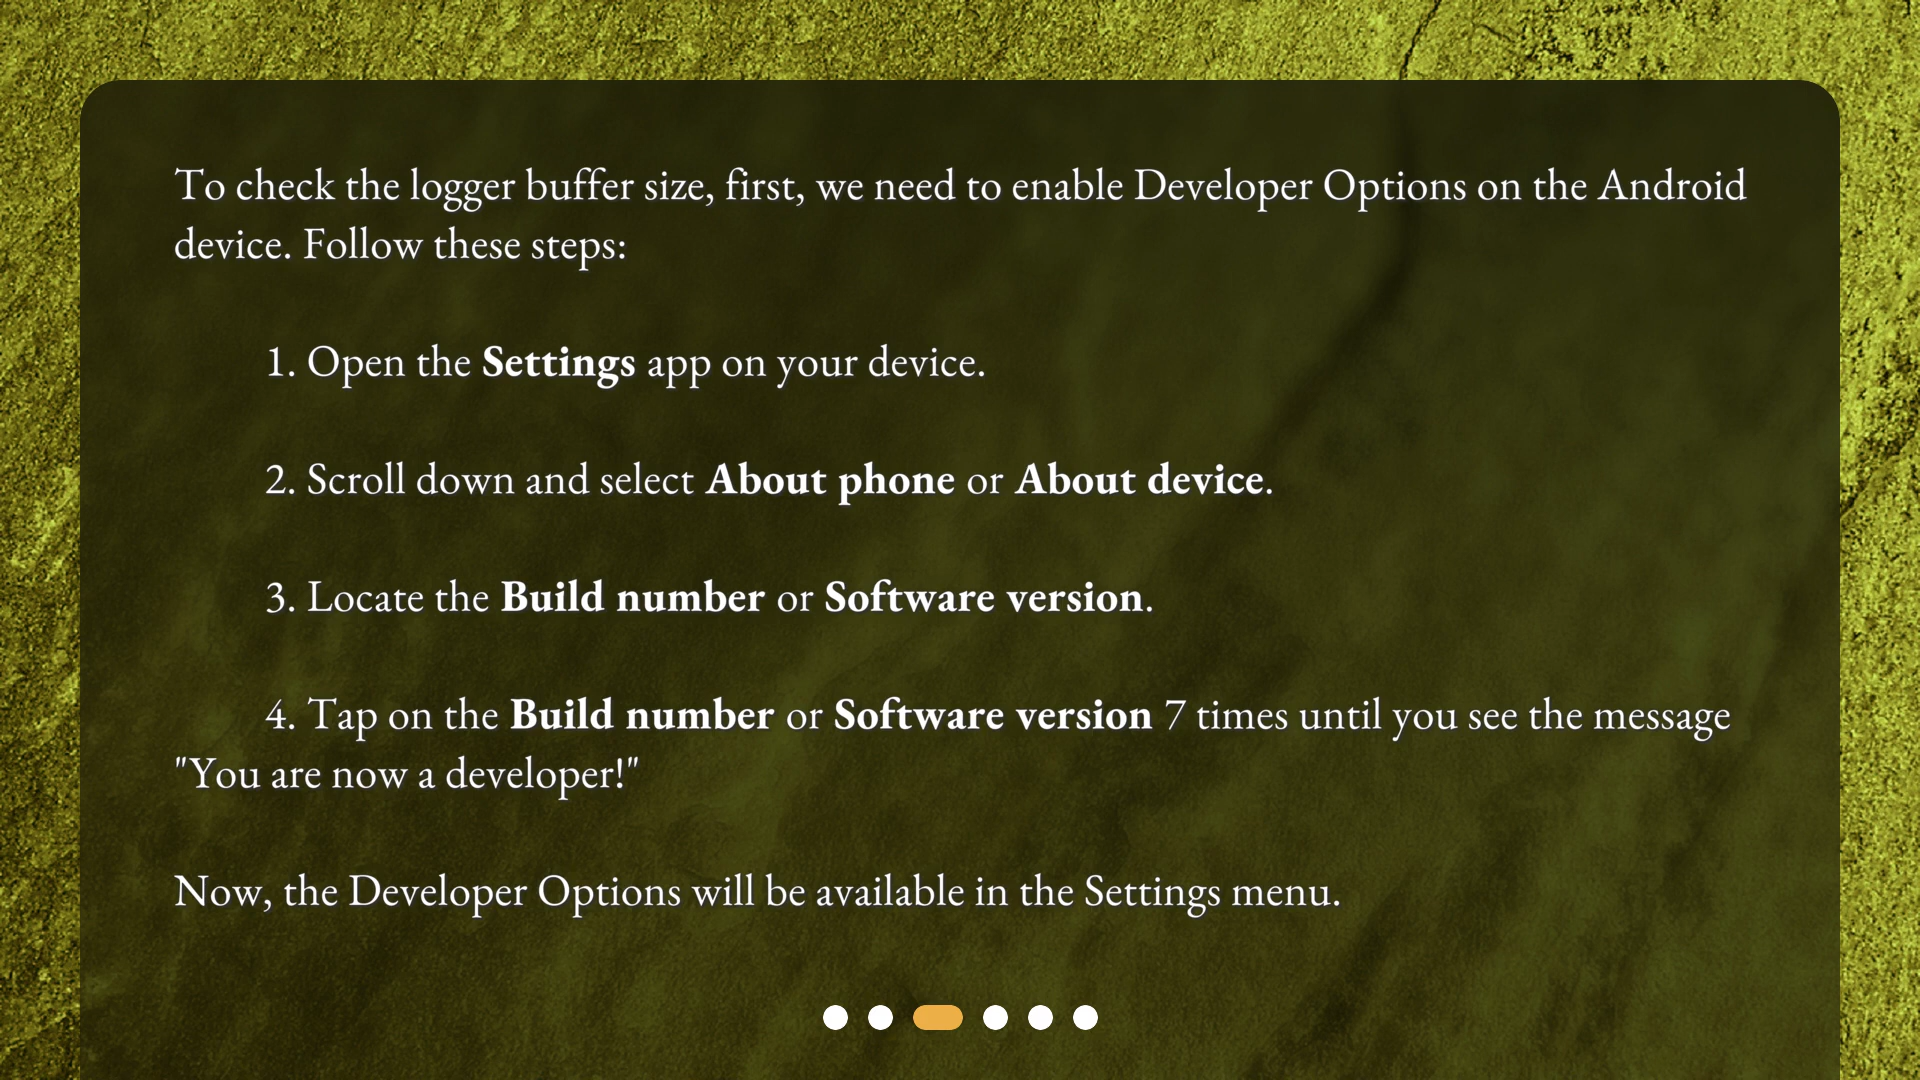 To check the logger buffer size, first, we need to enable Developer Options on the Android
device. Follow these steps:
1. Open the Settings app on your device.
2. Scroll down and select About phone or About device.
3. Locate the Build number or Software version.
4. Tap on the Build number or Software version 7 times until you see the message
"You are now a developer!"
Now, the Developer Options will be available in the Settings menu.